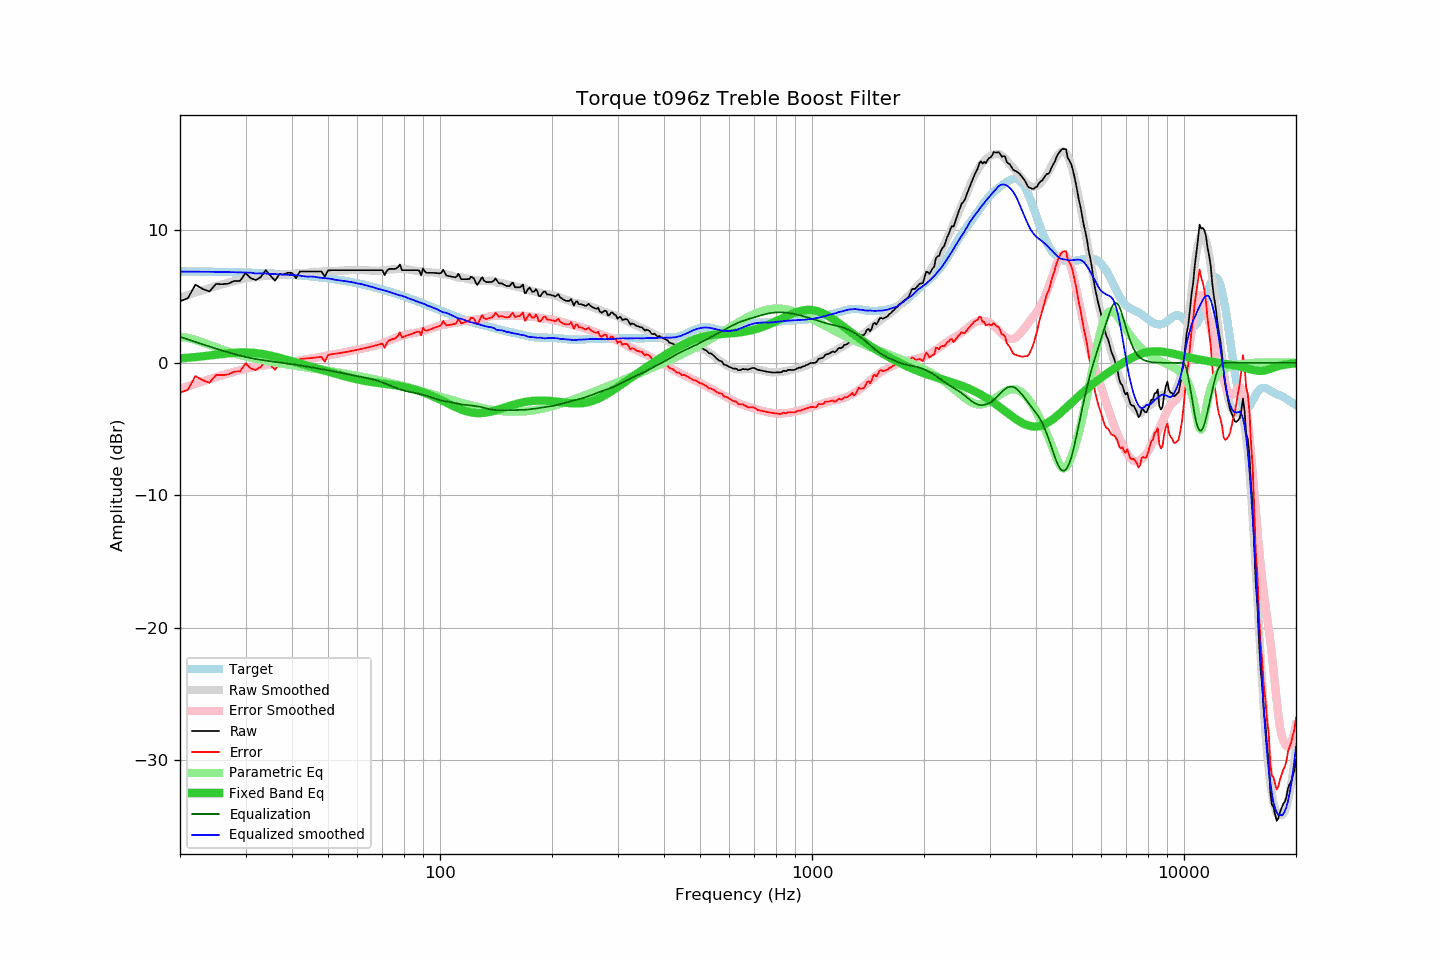 Torque t096z Treble Boost Filter
Amplitude (dBr)
10
0
−10
−20
−30
Target
Raw Smoothed
Error Smoothed
Raw
Error
Parametric Eq
Fixed Band Eq
Equalization
Equalized smoothed
100
1000
10000
Frequency (Hz)